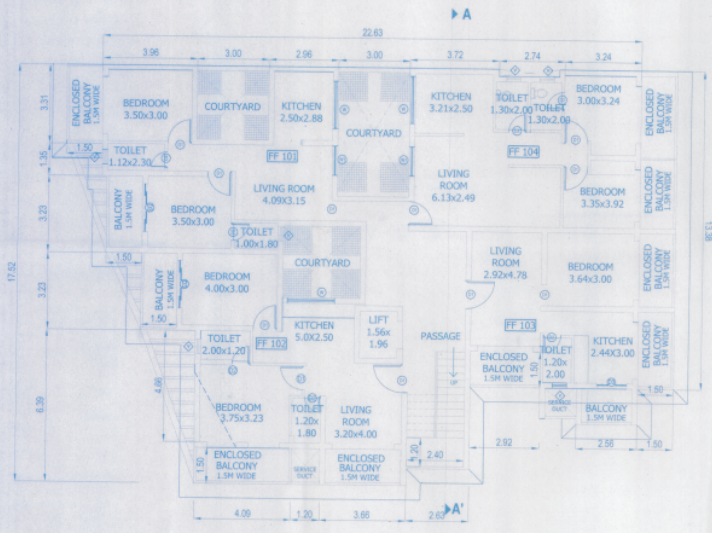 A
22.63
3.96
3.00
2.96
3.00
3.72
2.74
3.24
3.31
ENCLOSED
BALCONY
1.5M WIDE
BEDROOM
3.50X3.00
COURTYARD
KITCHEN
2.50X2.88
COURTYARD
KITCHEN
3.21X2.50
TOILET
1.30X2.00
TOILET
1.30X2.00
BEDROOM
3.00X3.24
ENCLOSED
BALCONY
1.5M WIDE
1.50
1.35
TOILET
1.12X2.30
FF 101
FF 104
LIVING ROOM
4.09X3.15
LIVING
ROOM
6.13X2.49
BEDROOM
3.35X3.92
ENCLOSED
BALCONY
1.5M WIDE
3.23
BALCONY
1.5M WIDE
BEDROOM
3.50X3.00
TOILET
1.00X1.80
13.38
1.50
COURTYARD
LIVING
ROOM
2.92X4.78
BEDROOM
3.64X3.00
ENCLOSED
BALCONY
1.5M WIDE
17.52
3.23
BALCONY
1.5M WIDE
BEDROOM
4.00X3.00
1.50
KITCHEN
5.0X2.50
LIFT
1.56X
1.96
PASSAGE
FF 103
TOILET
2.00X1.20
FF 102
ENCLOSED
BALCONY
1.5M WIDE
1.50
TOILET
1.20X
2.00
KITCHEN
2.44X3.00
ENCLOSED
BALCONY
1.5M WIDE
1.50
6.39
4.66
BEDROOM
3.75X3.23
TOILET
1.20X
1.80
LIVING
ROOM
3.20X4.00
SERVICE
DUCT
BALCONY
1.5M WIDE
2.92
2.56
1.50
1.50
ENCLOSED
BALCONY
1.5M WIDE
SERVICE
DUCT
ENCLOSED
BALCONY
1.5M WIDE
1.20
2.40
4.09
1.20
3.66
2.63
A'